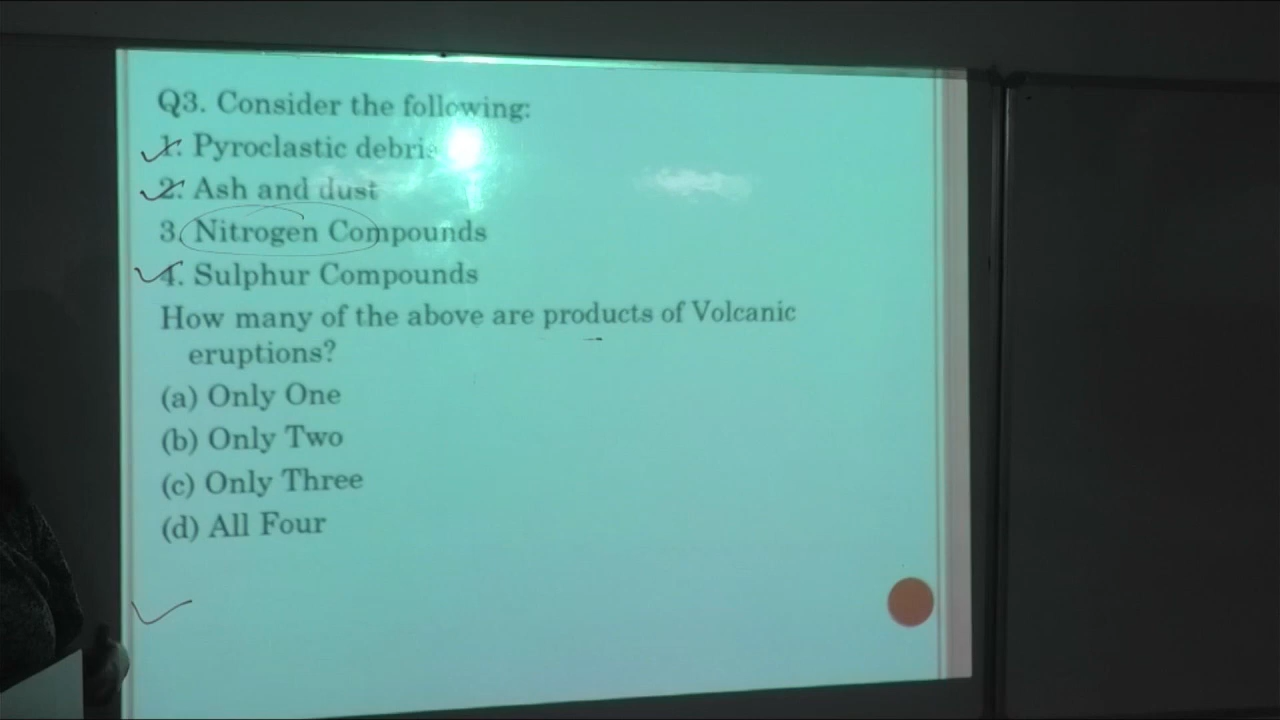 Q3. Consider the following:
1. Pyroclastic debris
2. Ash and dust
3. Nitrogen Compounds
4. Sulphur Compounds
How many of the above are products of Volcanic
eruptions?
(a) Only One
(b) Only Two
(c) Only Three
(d) All Four